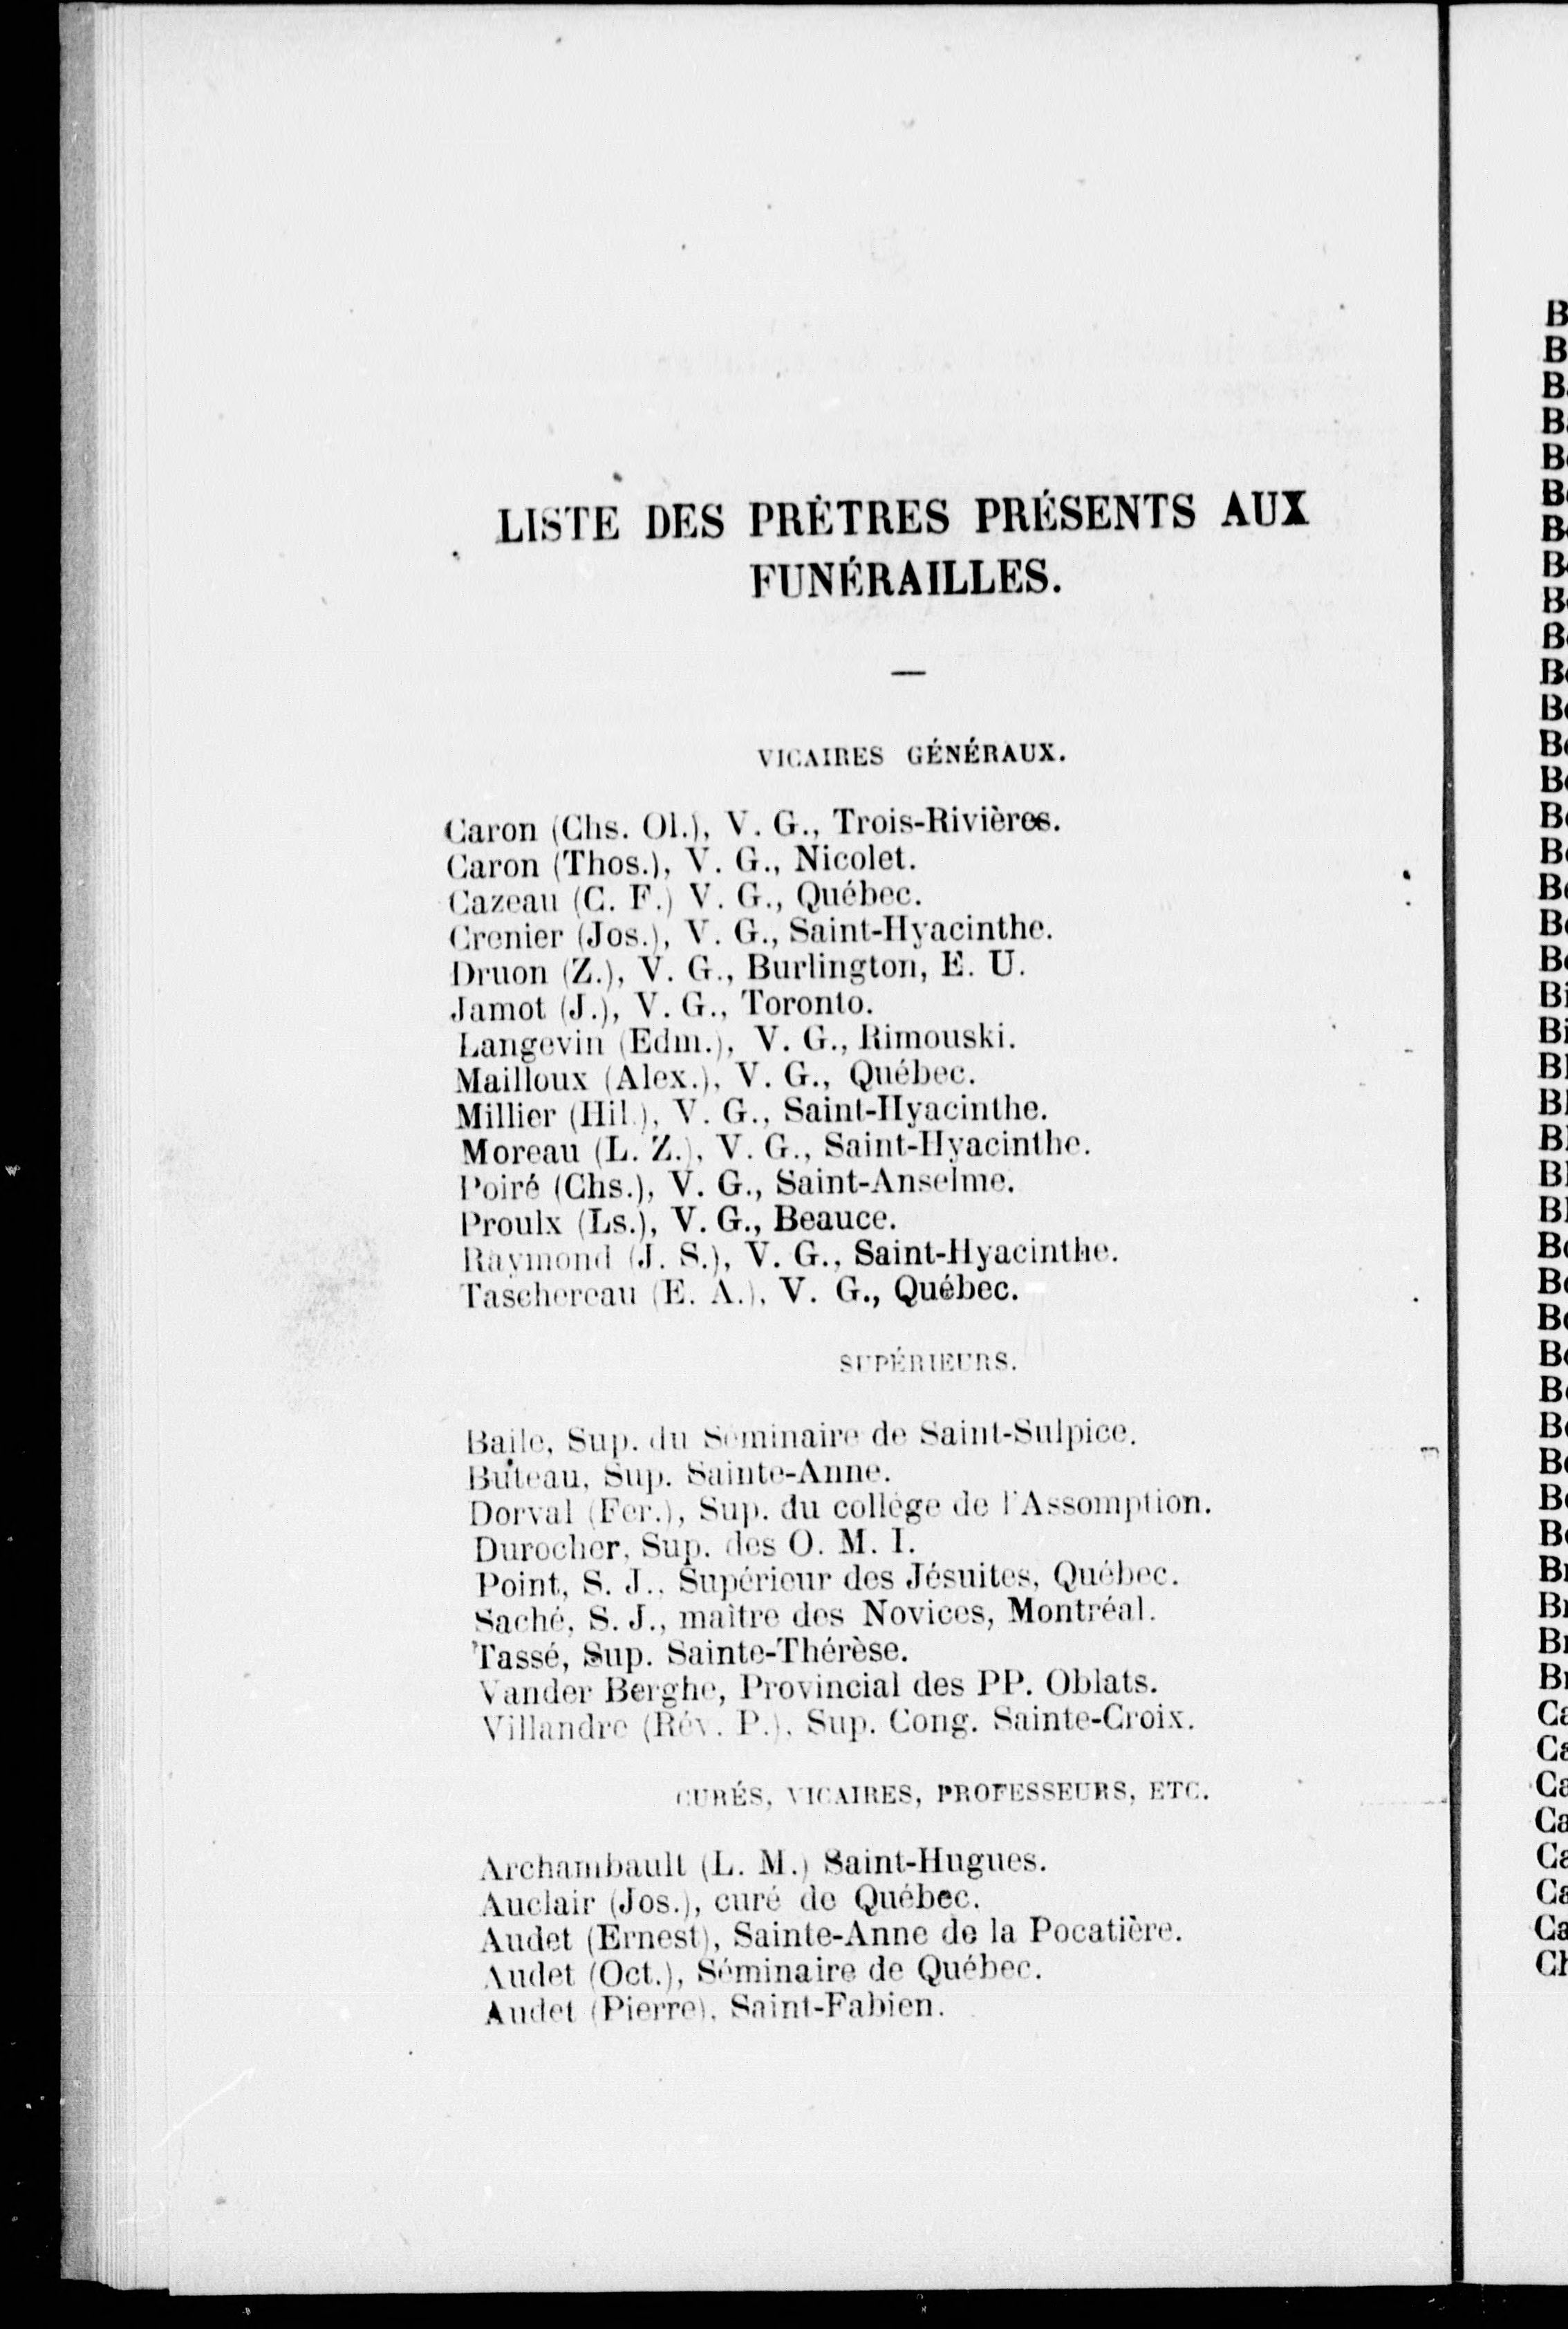 LISTE DES PRÊTRES PRÉSENTS AUX
FUNÉRAILLES.
—
VICAIRES GÉNÉRAUX.
Caron (Chs. Ol.), V. G., Trois-Rivières.
Caron (Thos.), V. G., Nicolet.
Cazeau (C. F.) V. G., Québec.
Crenier (Jos.), V. G., Saint-Hyacinthe.
Druon (Z.), V. G., Burlington, E. U.
Jamot (J.), V. G., Toronto.
Langevin (Edm.), V. G., Rimouski.
Mailloux (Alex.), V. G., Québec.
Millier (Hil.), V. G., Saint-Hyacinthe.
Moreau (L. Z.), V. G., Saint-Hyacinthe.
Poiré (Chs.), V. G., Saint-Anselme.
Proulx (Ls.), V. G., Beauce.
Raymond (J. S.), V. G., Saint-Hyacinthe.
Taschereau (E. A.), V. G., Québec.
SUPÉRIEURS.
Baile, Sup. du Séminaire de Saint-Sulpice.
Buteau, Sup. Sainte-Anne.
Dorval (Fer.), Sup. du collége de l'Assomption.
Durocher, Sup. des O. M. I.
Point, S. J., Supérieur des Jésuites, Québec.
Saché, S. J., maître des Novices, Montréal.
Tassé, Sup. Sainte-Thérèse.
Vander Berghe, Provincial des PP. Oblats.
Villandre (Rév. P.), Sup. Cong. Sainte-Croix.
CURÉS, VICAIRES, PROFESSEURS, ETC.
Archambault (L. M.) Saint-Hugues.
Auclair (Jos.), curé de Québec.
Audet (Ernest), Sainte-Anne de la Pocatière.
Audet (Oct.), Séminaire de Québec.
Audet (Pierre), Saint-Fabien.